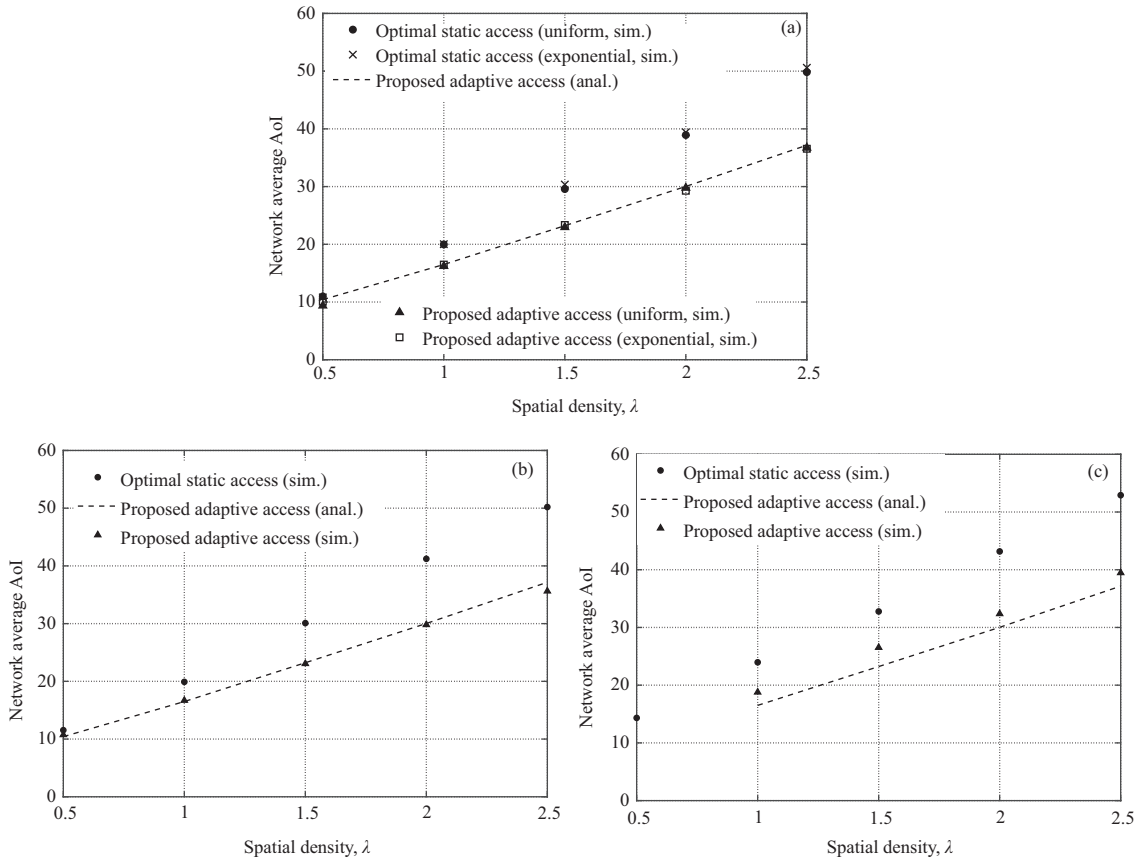 (a)
60
50
40
30
20
10
0
Network average AoI
Optimal static access (uniform, sim.)
Optimal static access (exponential, sim.)
Proposed adaptive access (anal.)
Proposed adaptive access (uniform, sim.)
Proposed adaptive access (exponential, sim.)
0.5 1 1.5 2 2.5
Spatial density, λ
(b)
60
50
40
30
20
10
0
Network average AoI
Optimal static access (sim.)
Proposed adaptive access (anal.)
Proposed adaptive access (sim.)
0.5 1 1.5 2 2.5
Spatial density, λ
(c)
60
50
40
30
20
10
0
Network average AoI
Optimal static access (sim.)
Proposed adaptive access (anal.)
Proposed adaptive access (sim.)
0.5 1 1.5 2 2.5
Spatial density, λ